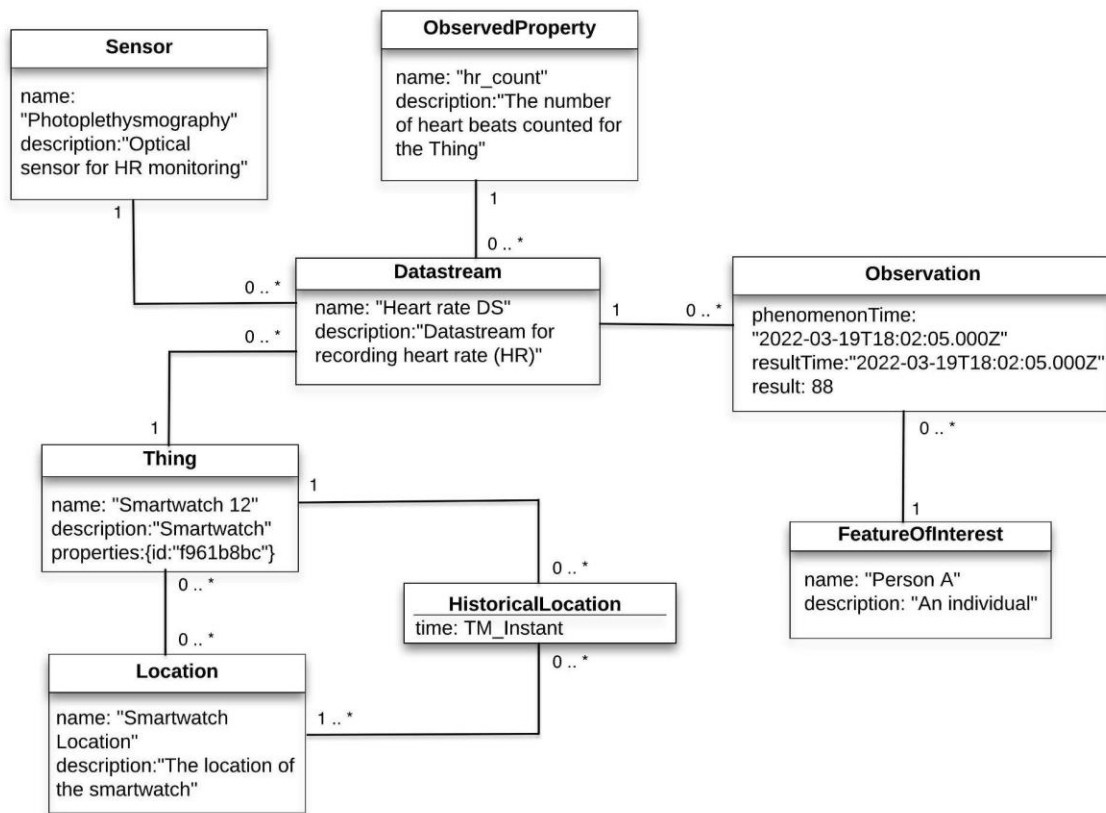 Sensor
name:
"Photoplethysmography"
description:"Optical
sensor for HR monitoring"
1
0 .. *
ObservedProperty
name: "hr_count"
description:"The number
of heart beats counted for
the Thing"
1
0 .. *
Datastream
name: "Heart rate DS"
description:"Datastream for
recording heart rate (HR)"
1
0 .. *
0 .. *
1
Observation
phenomenonTime:
"2022-03-19T18:02:05.000Z"
resultTime:"2022-03-19T18:02:05.000Z"
result: 88
0 .. *
1
Thing
name: "Smartwatch 12"
description:"Smartwatch"
properties:{id:"f961b8bc"}
1
0 .. *
0 .. *
0 .. *
HistoricalLocation
time: TM_Instant
0 .. *
1 .. *
FeatureOfInterest
name: "Person A"
description: "An individual"
Location
name: "Smartwatch
Location"
description:"The location of
the smartwatch"